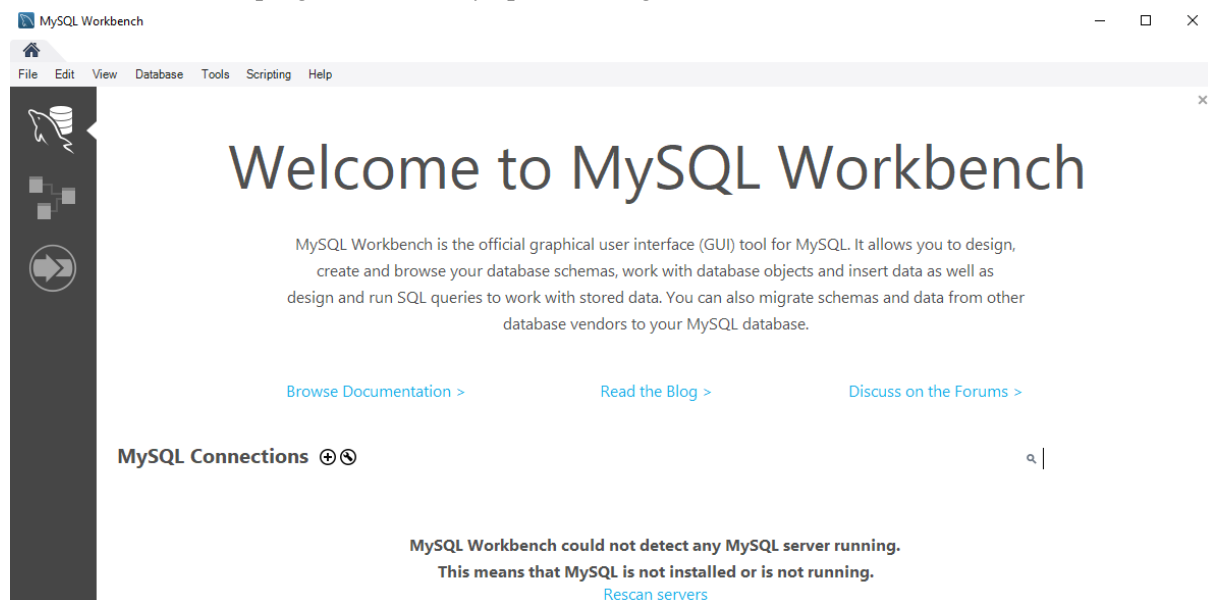 MySQL Workbench
File Edit View Database Tools Scripting Help
Welcome to MySQL Workbench
MySQL Workbench is the official graphical user interface (GUI) tool for MySQL. It allows you to design,
create and browse your database schemas, work with database objects and insert data as well as
design and run SQL queries to work with stored data. You can also migrate schemas and data from other
database vendors to your MySQL database.
Browse Documentation > Read the Blog > Discuss on the Forums >
MySQL Connections
MySQL Workbench could not detect any MySQL server running.
This means that MySQL is not installed or is not running.
Rescan servers